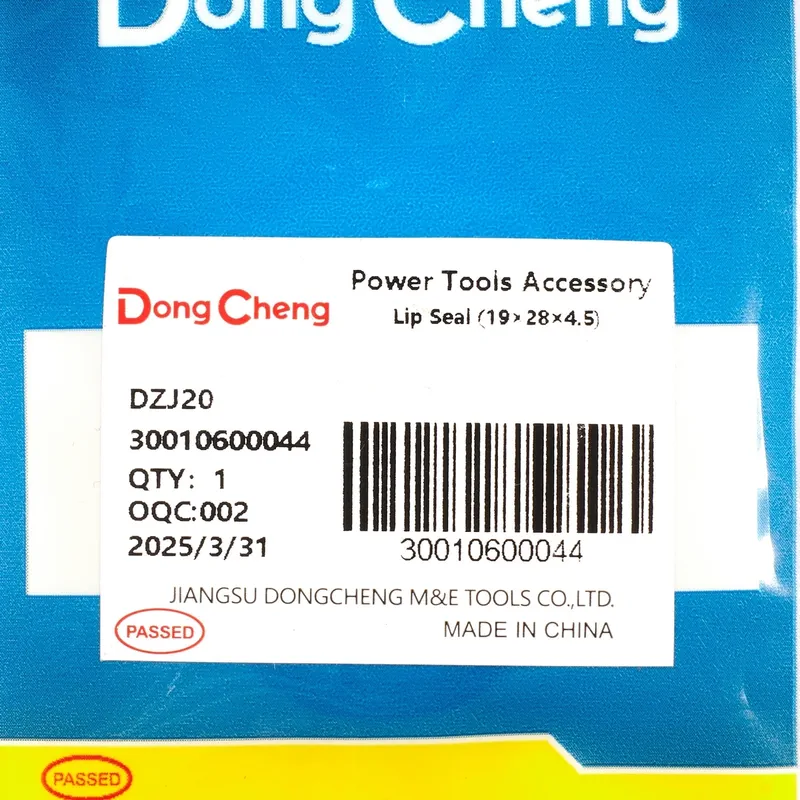 Dong Cheng
Dong Cheng
Power Tools Accessory
Lip Seal (19×28×4.5)
DZJ20
30010600044
QTY: 1
OQC:002
2025/3/31
30010600044
JIANGSU DONGCHENG M&E TOOLS CO.,LTD.
PASSED
MADE IN CHINA
PASSED